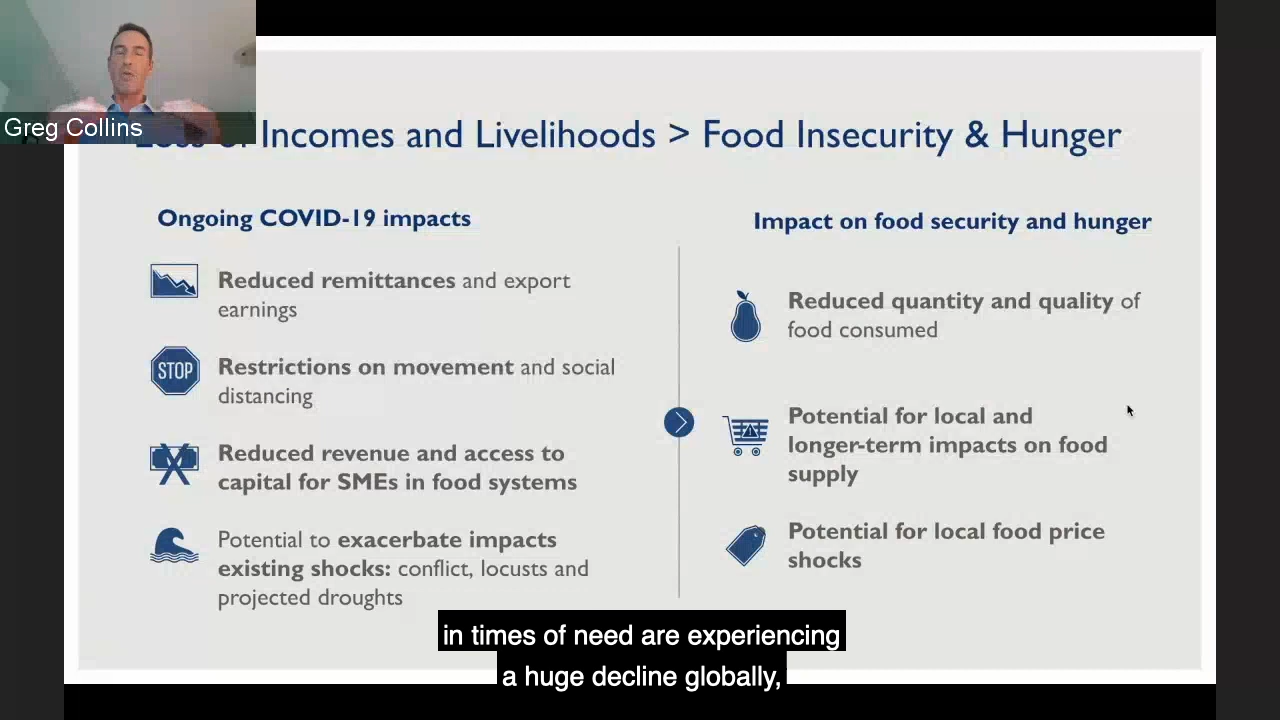 Greg Collins
Incomes and Livelihoods > Food Insecurity & Hunger
Ongoing COVID-19 impacts
Reduced remittances and export
earnings
STOP
Restrictions on movement and social
distancing
Reduced revenue and access to
capital for SMEs in food systems
Potential to exacerbate impacts
existing shocks: conflict, locusts and
projected droughts
Impact on food security and hunger
Reduced quantity and quality of
food consumed
Potential for local and
longer-term impacts on food
supply
Potential for local food price
shocks
in times of need are experiencing
a huge decline globally,